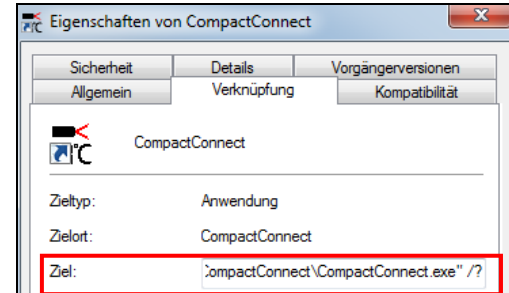 Eigenschaften von CompactConnect
Sicherheit Details Vorgängerversionen
Allgemein Verknüpfung Kompatibilität
°C CompactConnect
Zieltyp: Anwendung
Zielort: CompactConnect
Ziel: CompactConnect\CompactConnect.exe" /?